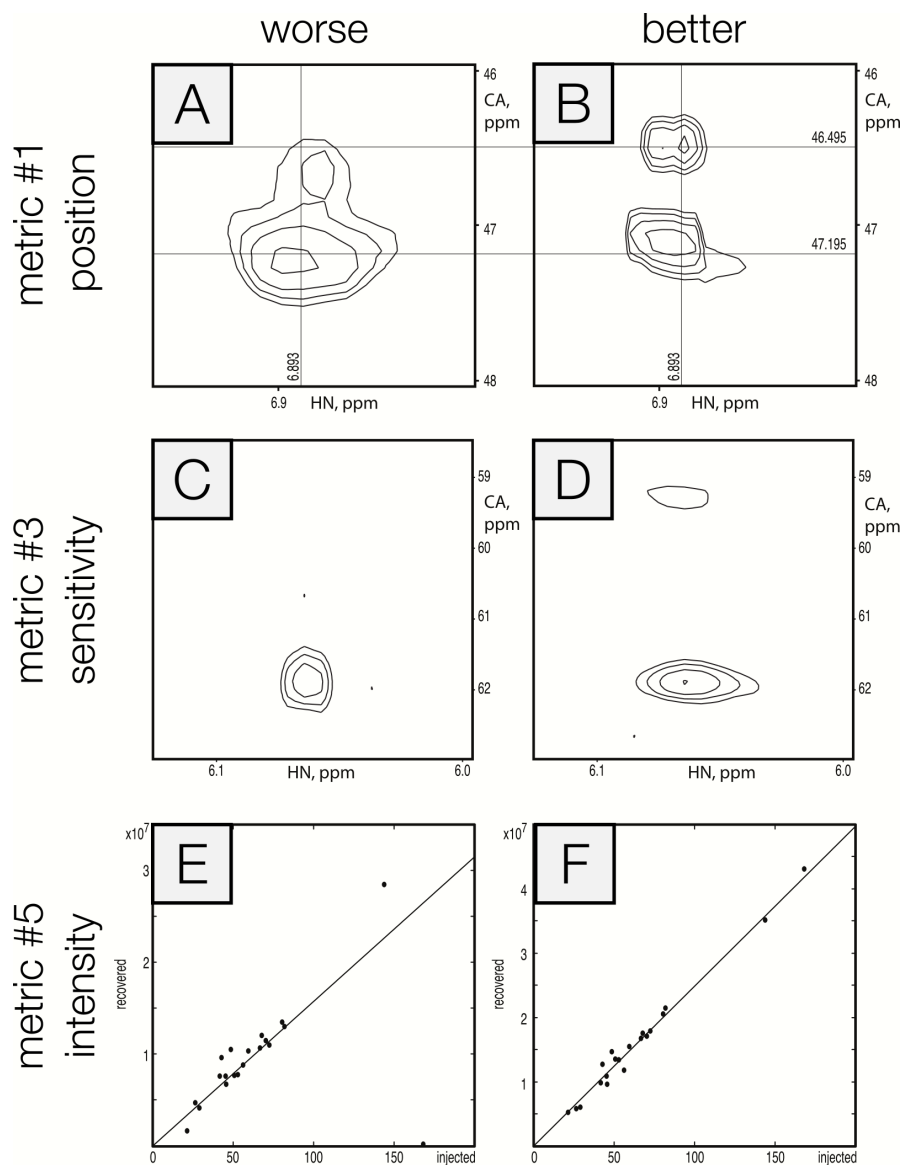 worse
better
metric #1
position
A
B
46
CA,
ppm
47
48
6.893
6.9
HN, ppm
46
CA,
ppm
46.495
47
47.195
48
6.893
6.9
HN, ppm
metric #3
sensitivity
C
D
59
CA,
ppm
60
61
62
6.1
HN, ppm
6.0
59
CA,
ppm
60
61
62
6.1
HN, ppm
6.0
metric #5
intensity
E
F
x10⁷
3
2
1
recovered
0
50
100
injected
x10⁷
4
3
2
1
recovered
0
50
100
150
injected